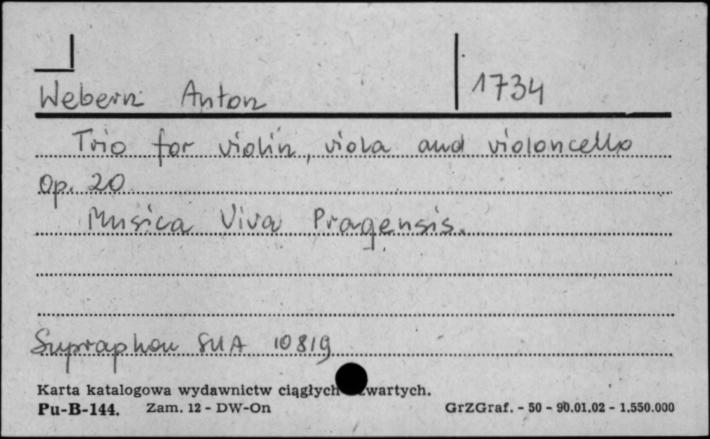 Webern Anton 1734
Trio for violin, viola and violoncello
Op. 20
Musica Viva Pragensis.
Supraphon SUA 10819
Karta katalogowa wydawnictw ciągłych zwartych.
Pu-B-144. Zam. 12 - DW-On GrZGraf. - 50 - 90.01.02 - 1.550.000